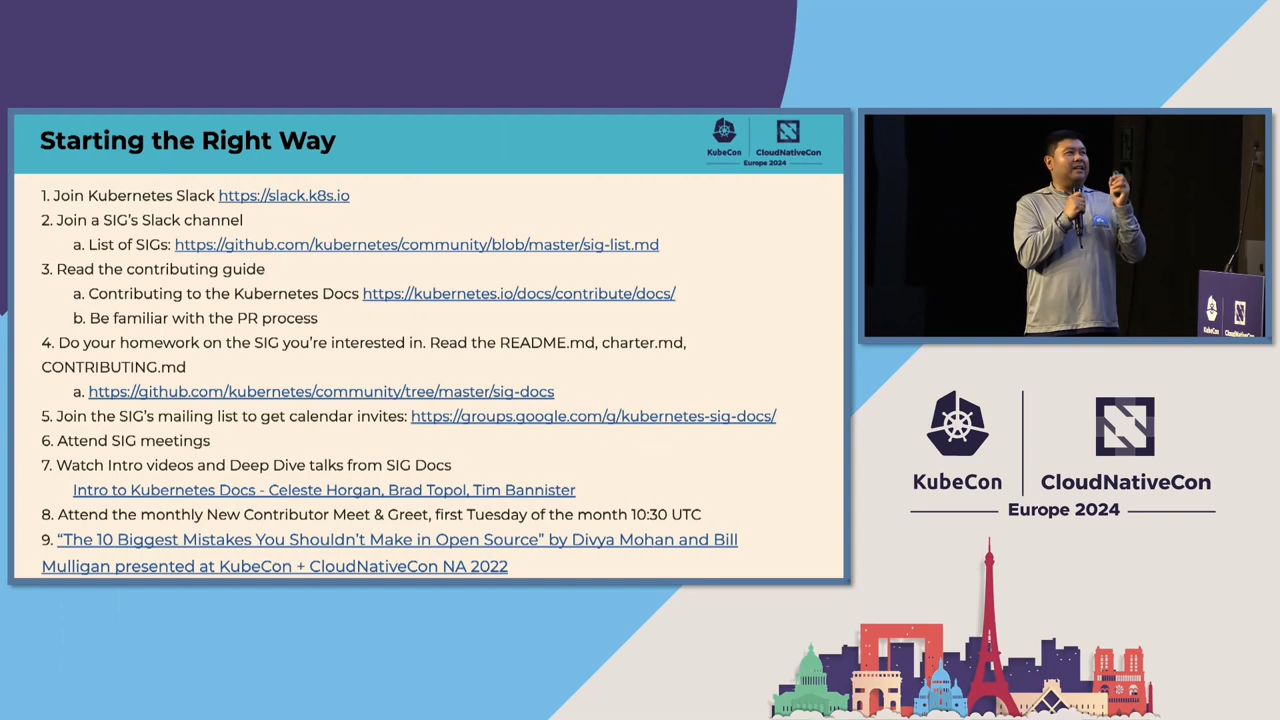 Starting the Right Way
KubeCon
CloudNativeCon
Europe 2024
1. Join Kubernetes Slack https://slack.k8s.io
2. Join a SIG's Slack channel
a. List of SIGs: https://github.com/kubernetes/community/blob/master/sig-list.md
3. Read the contributing guide
a. Contributing to the Kubernetes Docs https://kubernetes.io/docs/contribute/docs/
b. Be familiar with the PR process
4. Do your homework on the SIG you're interested in. Read the README.md, charter.md,
CONTRIBUTING.md
a. https://github.com/kubernetes/community/tree/master/sig-docs
5. Join the SIG's mailing list to get calendar invites: https://groups.google.com/g/kubernetes-sig-docs/
6. Attend SIG meetings
7. Watch Intro videos and Deep Dive talks from SIG Docs
Intro to Kubernetes Docs - Celeste Horgan, Brad Topol, Tim Bannister
8. Attend the monthly New Contributor Meet & Greet, first Tuesday of the month 10:30 UTC
9. “The 10 Biggest Mistakes You Shouldn't Make in Open Source” by Divya Mohan and Bill
Mulligan presented at KubeCon + CloudNativeCon NA 2022
KubeCon
CloudNativeCon
KubeCon
CloudNativeCon
Europe 2024